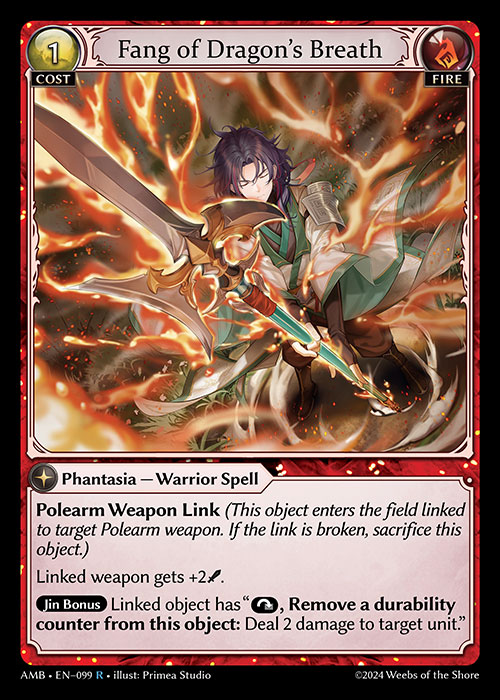 1
COST
Fang of Dragon's Breath
FIRE
Phantasia — Warrior Spell
Polearm Weapon Link (This object enters the field linked
to target Polearm weapon. If the link is broken, sacrifice this
object.)
Linked weapon gets +2.
Jin Bonus Linked object has “, Remove a durability
counter from this object: Deal 2 damage to target unit.”
AMB • EN–099 R • illust: Primea Studio
©2024 Weebs of the Shore